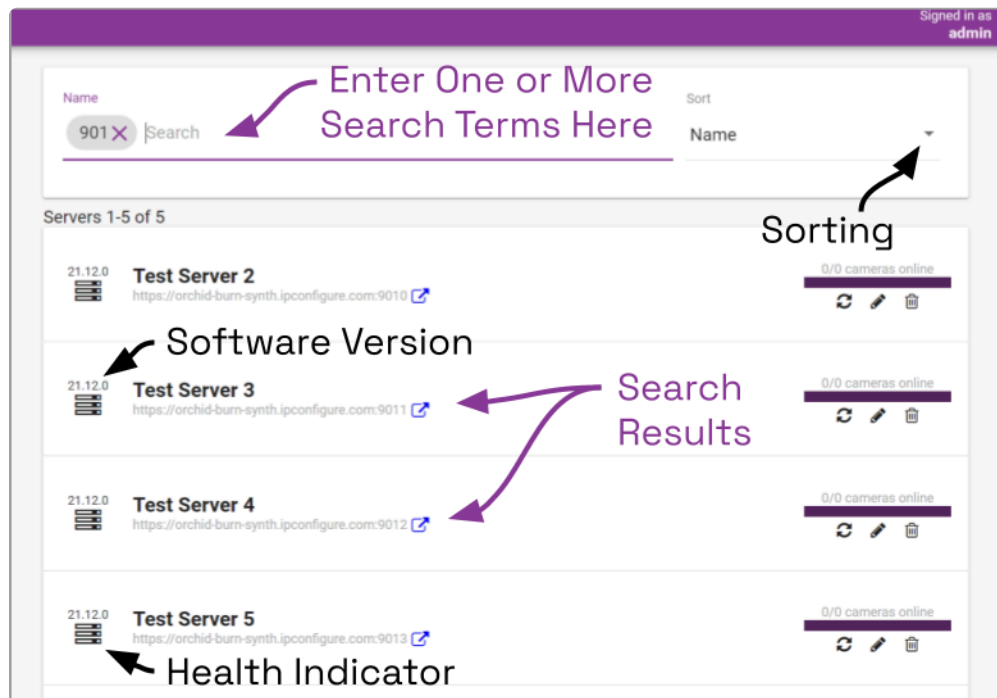 Signed in as
admin
Enter One or More
Search Terms Here
Name
901 Search
Sort
Name
Sorting
Servers 1-5 of 5
21.12.0
Test Server 2
https://orchid-burn-synth.ipconfigure.com:9010
0/0 cameras online
Software Version
21.12.0
Test Server 3
https://orchid-burn-synth.ipconfigure.com:9011
0/0 cameras online
Search
Results
21.12.0
Test Server 4
https://orchid-burn-synth.ipconfigure.com:9012
0/0 cameras online
21.12.0
Test Server 5
https://orchid-burn-synth.ipconfigure.com:9013
0/0 cameras online
Health Indicator